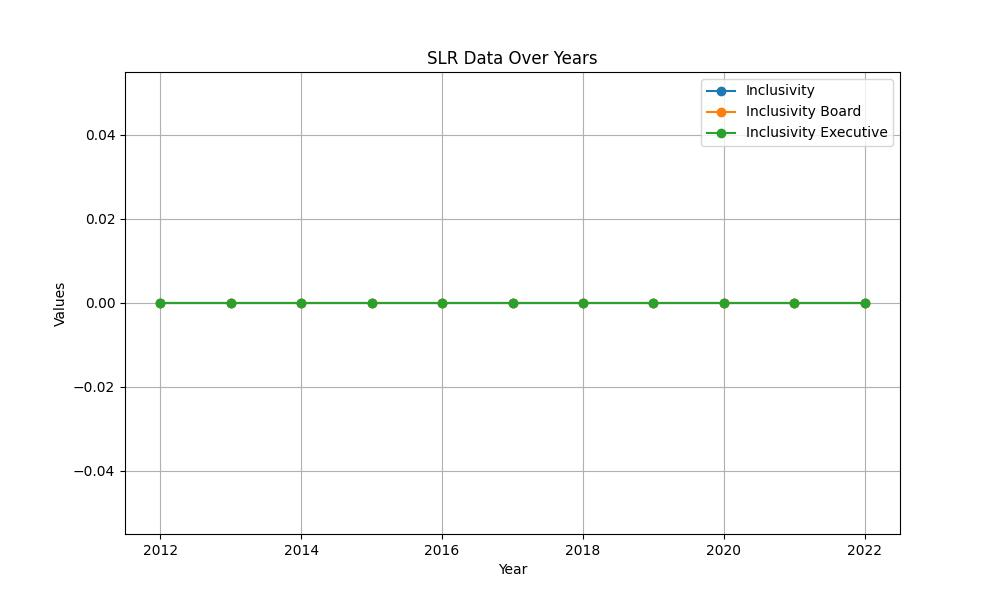 SLR Data Over Years
Inclusivity
Inclusivity Board
Inclusivity Executive
0.04
0.02
0.00
−0.02
−0.04
Values
2012 2014 2016 2018 2020 2022
Year